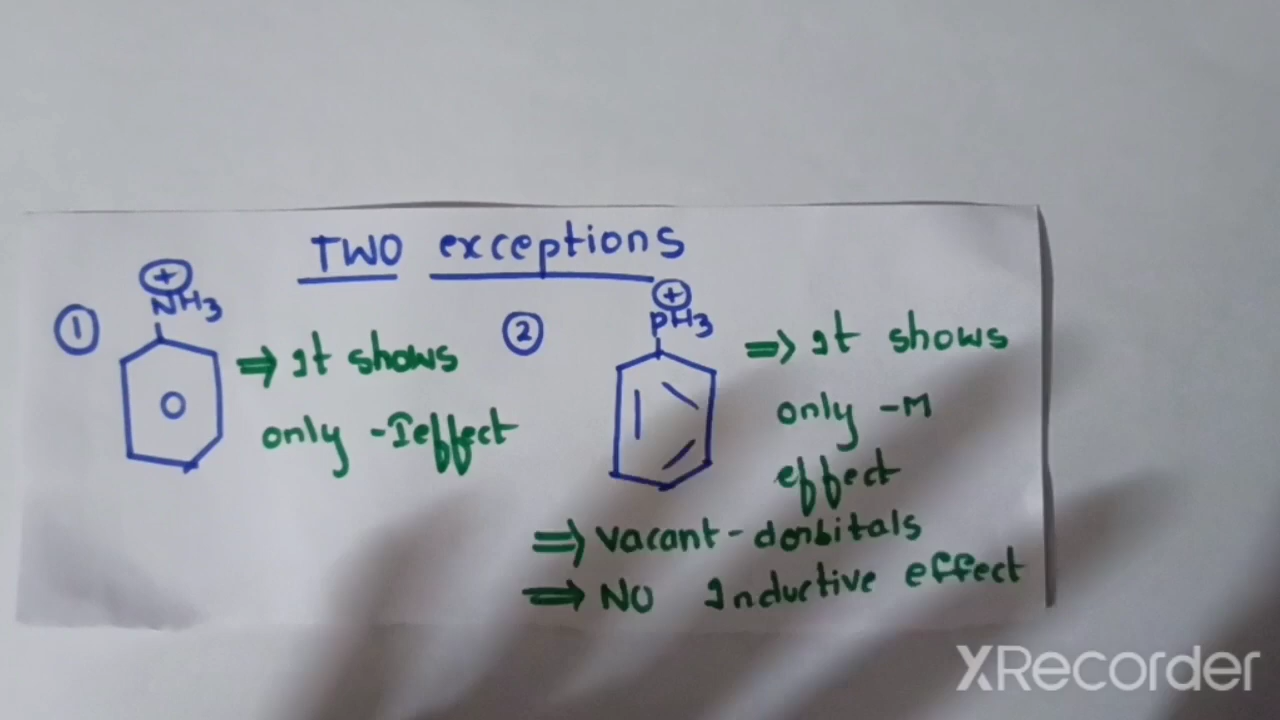 TWO exceptions
①
⊕
NH3
⇒ It shows
only -I effect
②
⊕
PH3
⇒ It shows
only -M
effect
⇒ vacant-dorbitals
⇒ NO Inductive effect
XRecorder